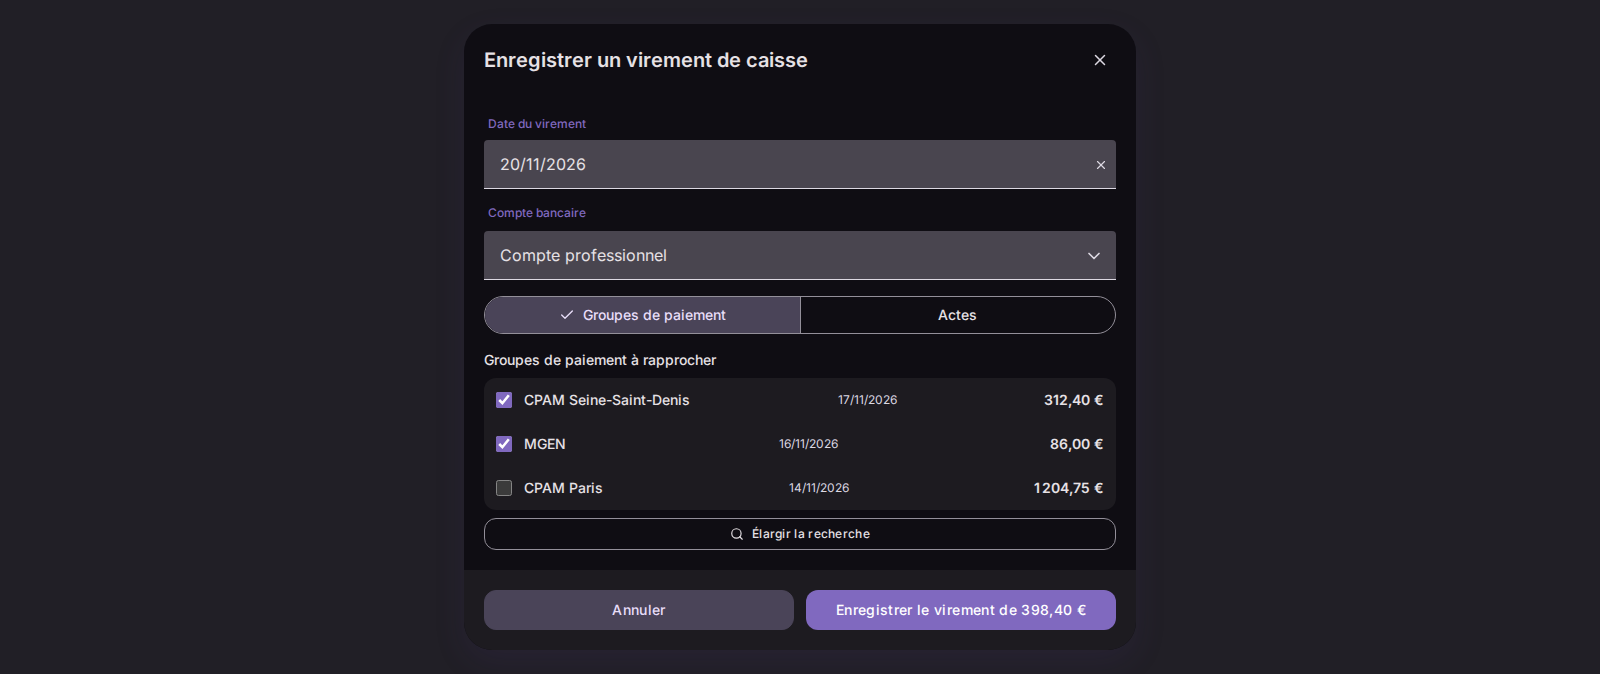 Enregistrer un virement de caisse
Date du virement
20/11/2026
Compte bancaire
Compte professionnel
Groupes de paiement
Actes
Groupes de paiement à rapprocher
CPAM Seine-Saint-Denis 17/11/2026 312,40 €
MGEN 16/11/2026 86,00 €
CPAM Paris 14/11/2026 1 204,75 €
Élargir la recherche
Annuler
Enregistrer le virement de 398,40 €